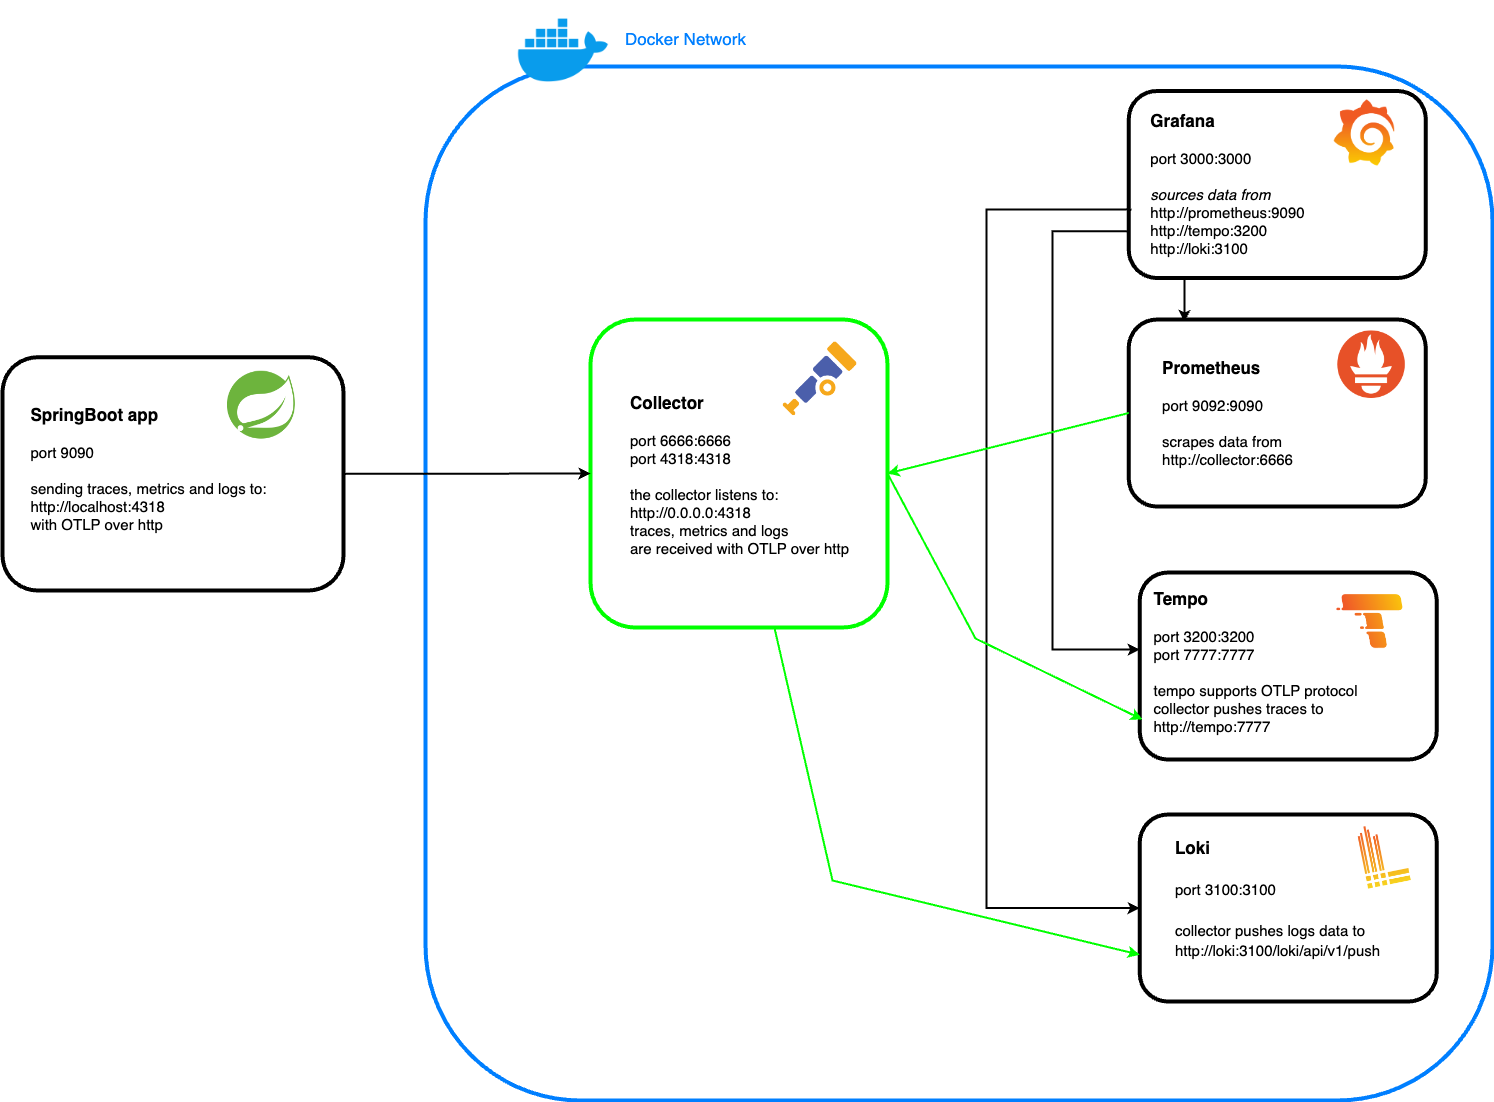 Docker Network
Grafana
port 3000:3000
sources data from
http://prometheus:9090
http://tempo:3200
http://loki:3100
Prometheus
port 9092:9090
scrapes data from
http://collector:6666
SpringBoot app
port 9090
sending traces, metrics and logs to:
http://localhost:4318
with OTLP over http
Collector
port 6666:6666
port 4318:4318
the collector listens to:
http://0.0.0.0:4318
traces, metrics and logs
are received with OTLP over http
Tempo
port 3200:3200
port 7777:7777
tempo supports OTLP protocol
collector pushes traces to
http://tempo:7777
Loki
port 3100:3100
collector pushes logs data to
http://loki:3100/loki/api/v1/push